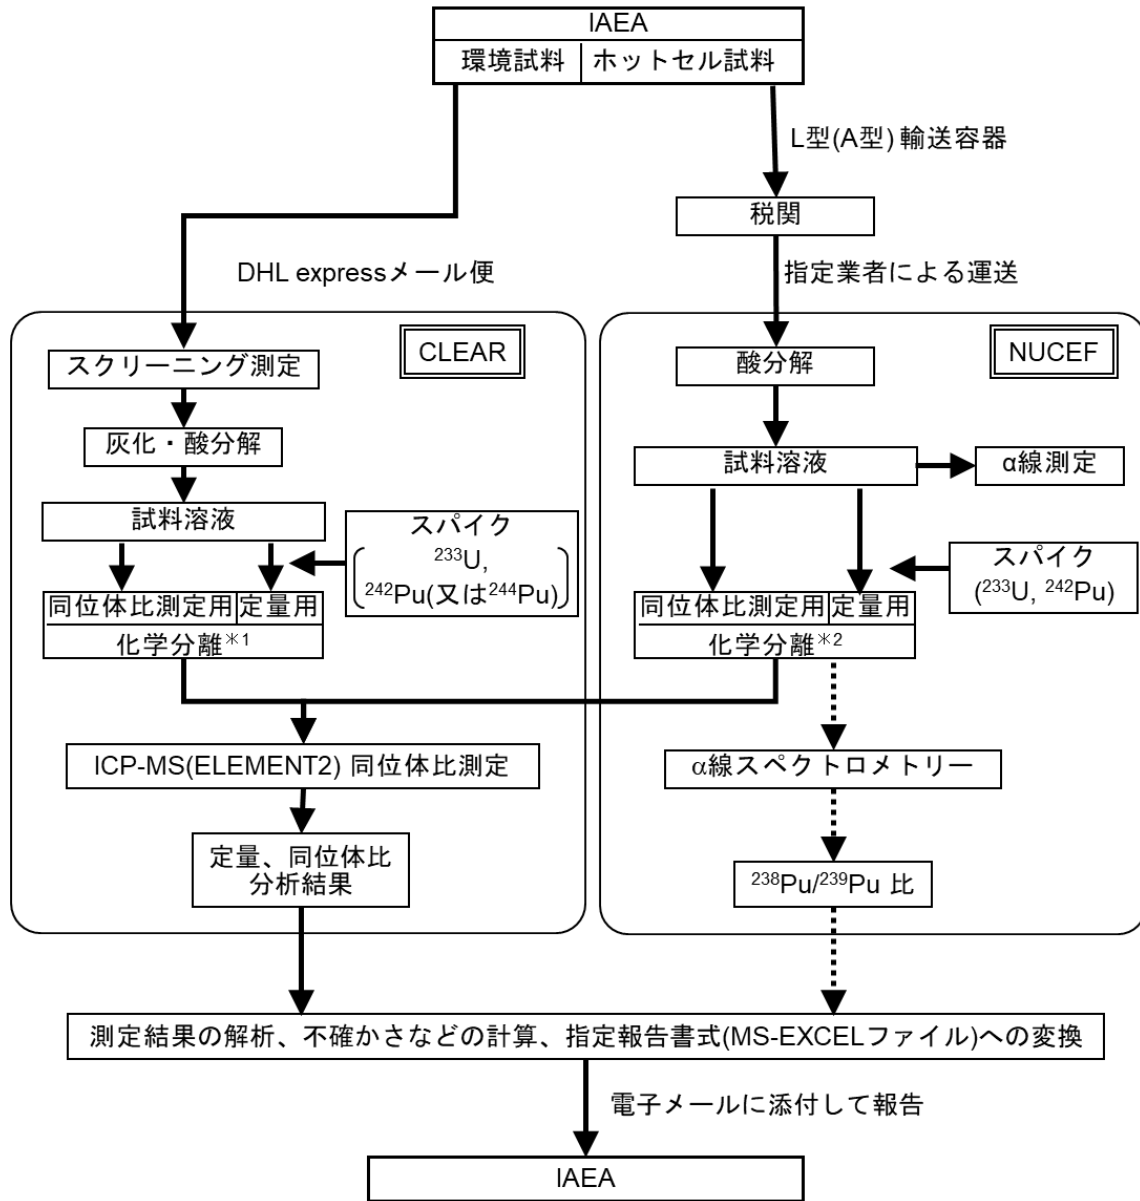 IAEA
環境試料 ホットセル試料
L型(A型) 輸送容器
税関
DHL expressメール便
指定業者による運送
CLEAR
スクリーニング測定
灰化・酸分解
試料溶液
スパイク
²³³U,
²⁴²Pu(又は²⁴⁴Pu)
同位体比測定用 定量用
化学分離＊¹
NUCEF
酸分解
試料溶液
α線測定
スパイク
(²³³U, ²⁴²Pu)
同位体比測定用 定量用
化学分離＊²
ICP-MS(ELEMENT2) 同位体比測定
α線スペクトロメトリー
定量、同位体比
分析結果
²³⁸Pu/²³⁹Pu 比
測定結果の解析、不確かさなどの計算、指定報告書式(MS-EXCELファイル)への変換
電子メールに添付して報告
IAEA